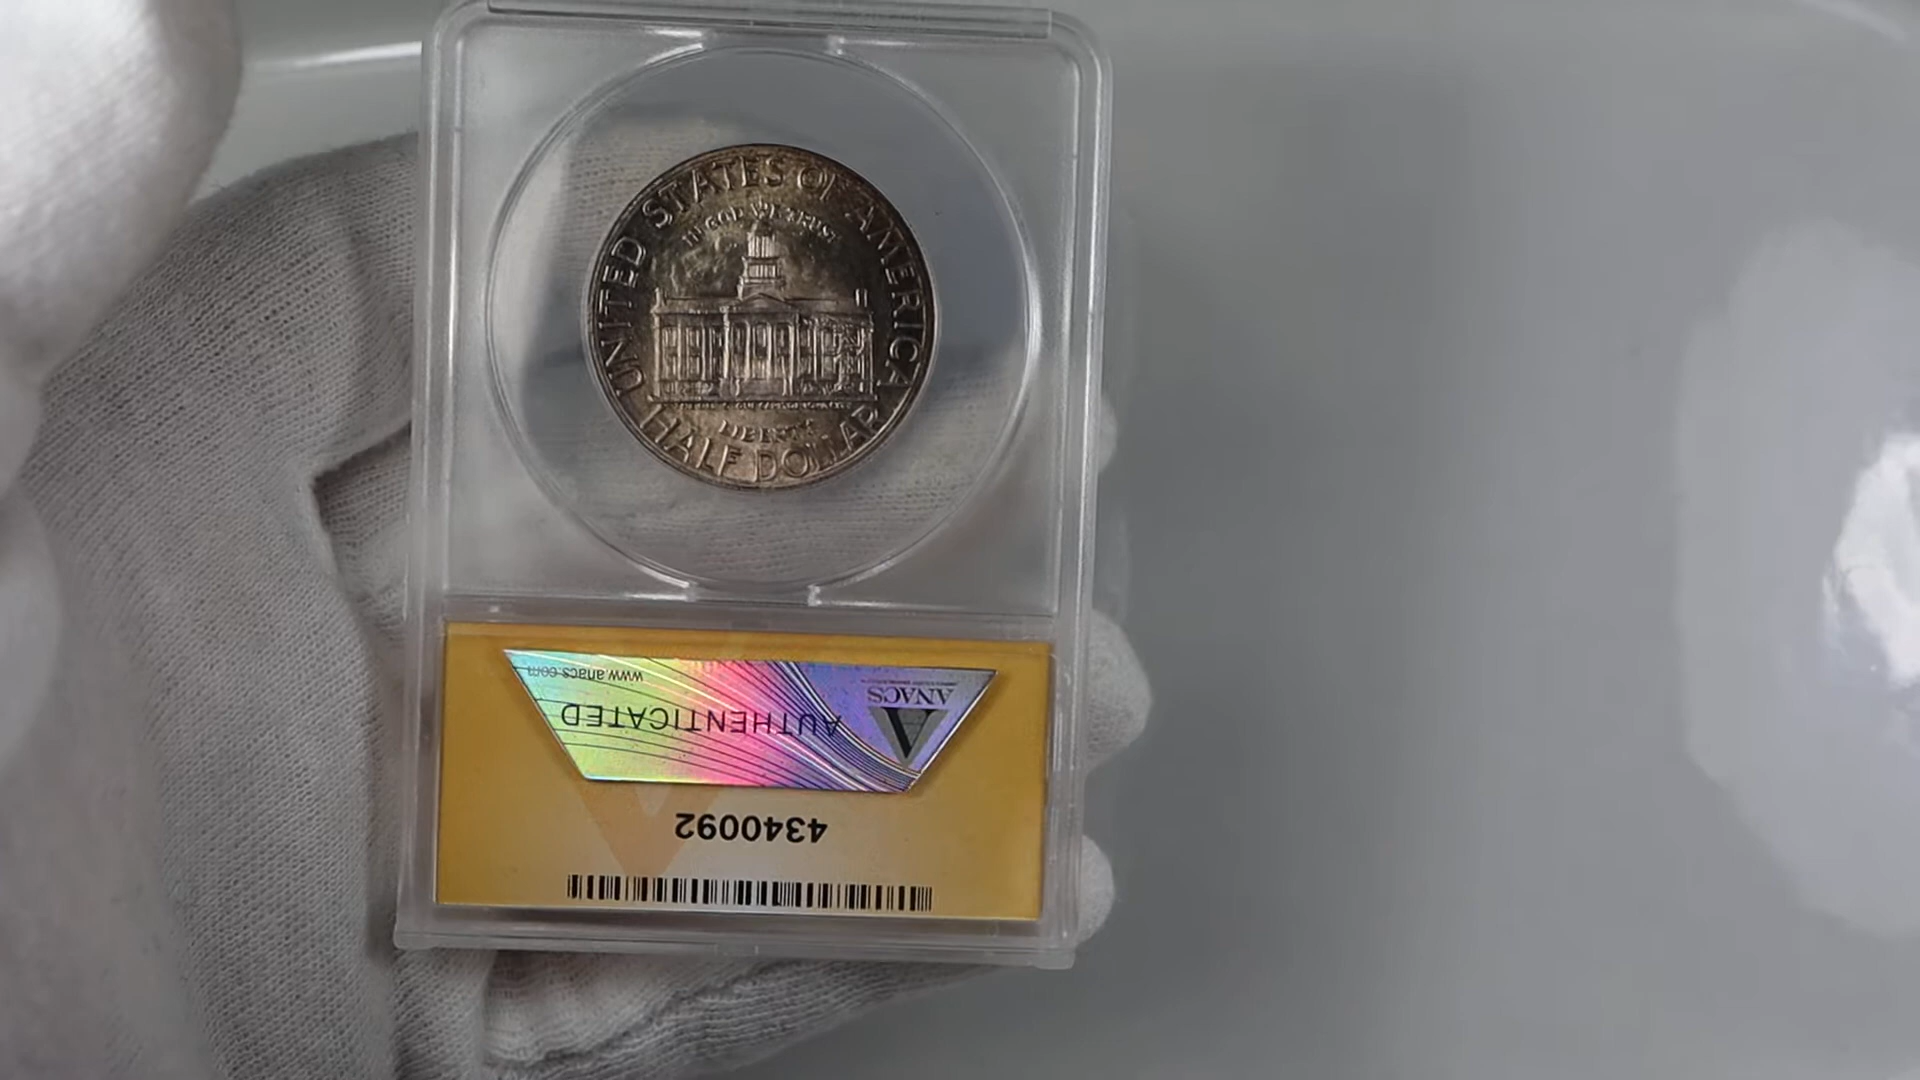 UNITED STATES OF AMERICA
IN GOD WE TRUST
LIBERTY
HALF DOLLAR
ANACS
www.anacs.com
AUTHENTICATED
4340092